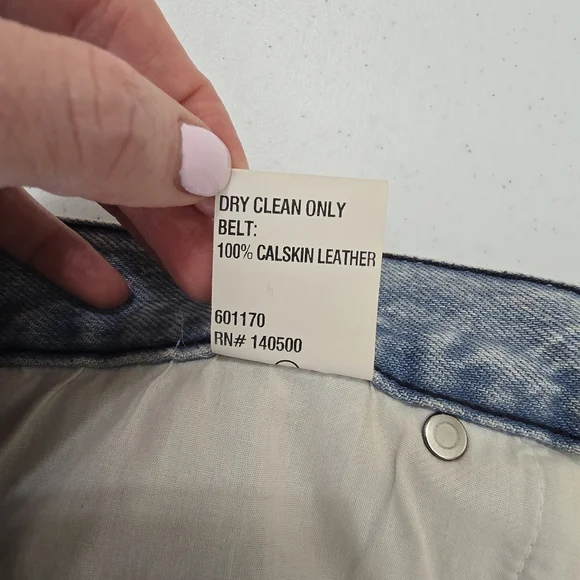 DRY CLEAN ONLY
BELT:
100% CALSKIN LEATHER
601170
RN# 140500